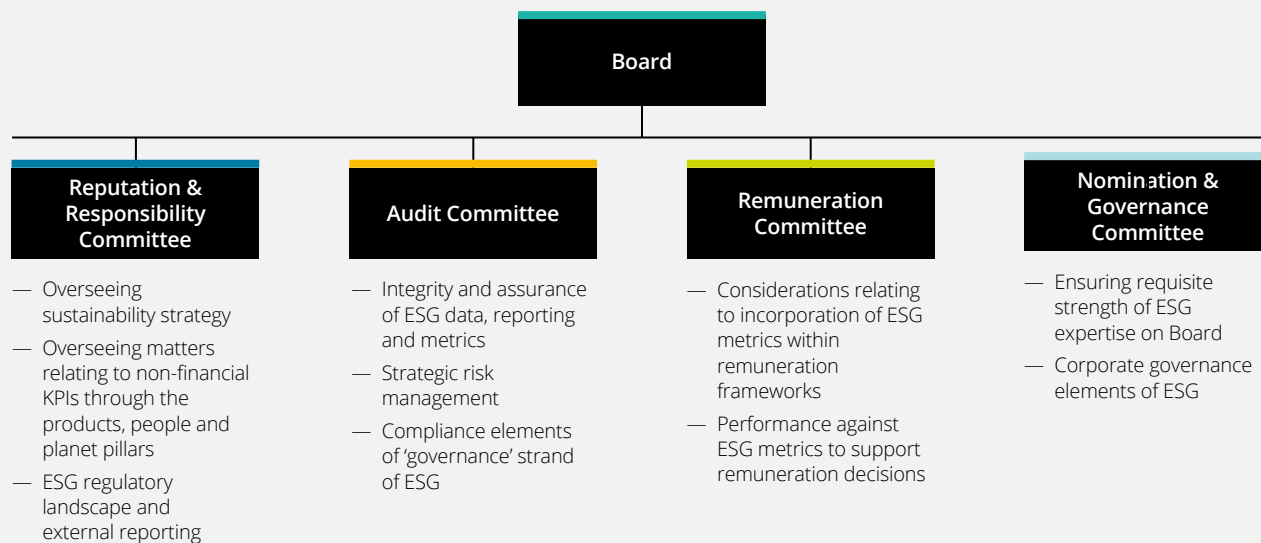 Board
Reputation &
Responsibility
Committee
— Overseeing
sustainability strategy
— Overseeing matters
relating to non-financial
KPIs through the
products, people and
planet pillars
— ESG regulatory
landscape and
external reporting
Audit Committee
— Integrity and assurance
of ESG data, reporting
and metrics
— Strategic risk
management
— Compliance elements
of ‘governance’ strand
of ESG
Remuneration
Committee
— Considerations relating
to incorporation of ESG
metrics within
remuneration
frameworks
— Performance against
ESG metrics to support
remuneration decisions
Nomination &
Governance
Committee
— Ensuring requisite
strength of ESG
expertise on Board
— Corporate governance
elements of ESG